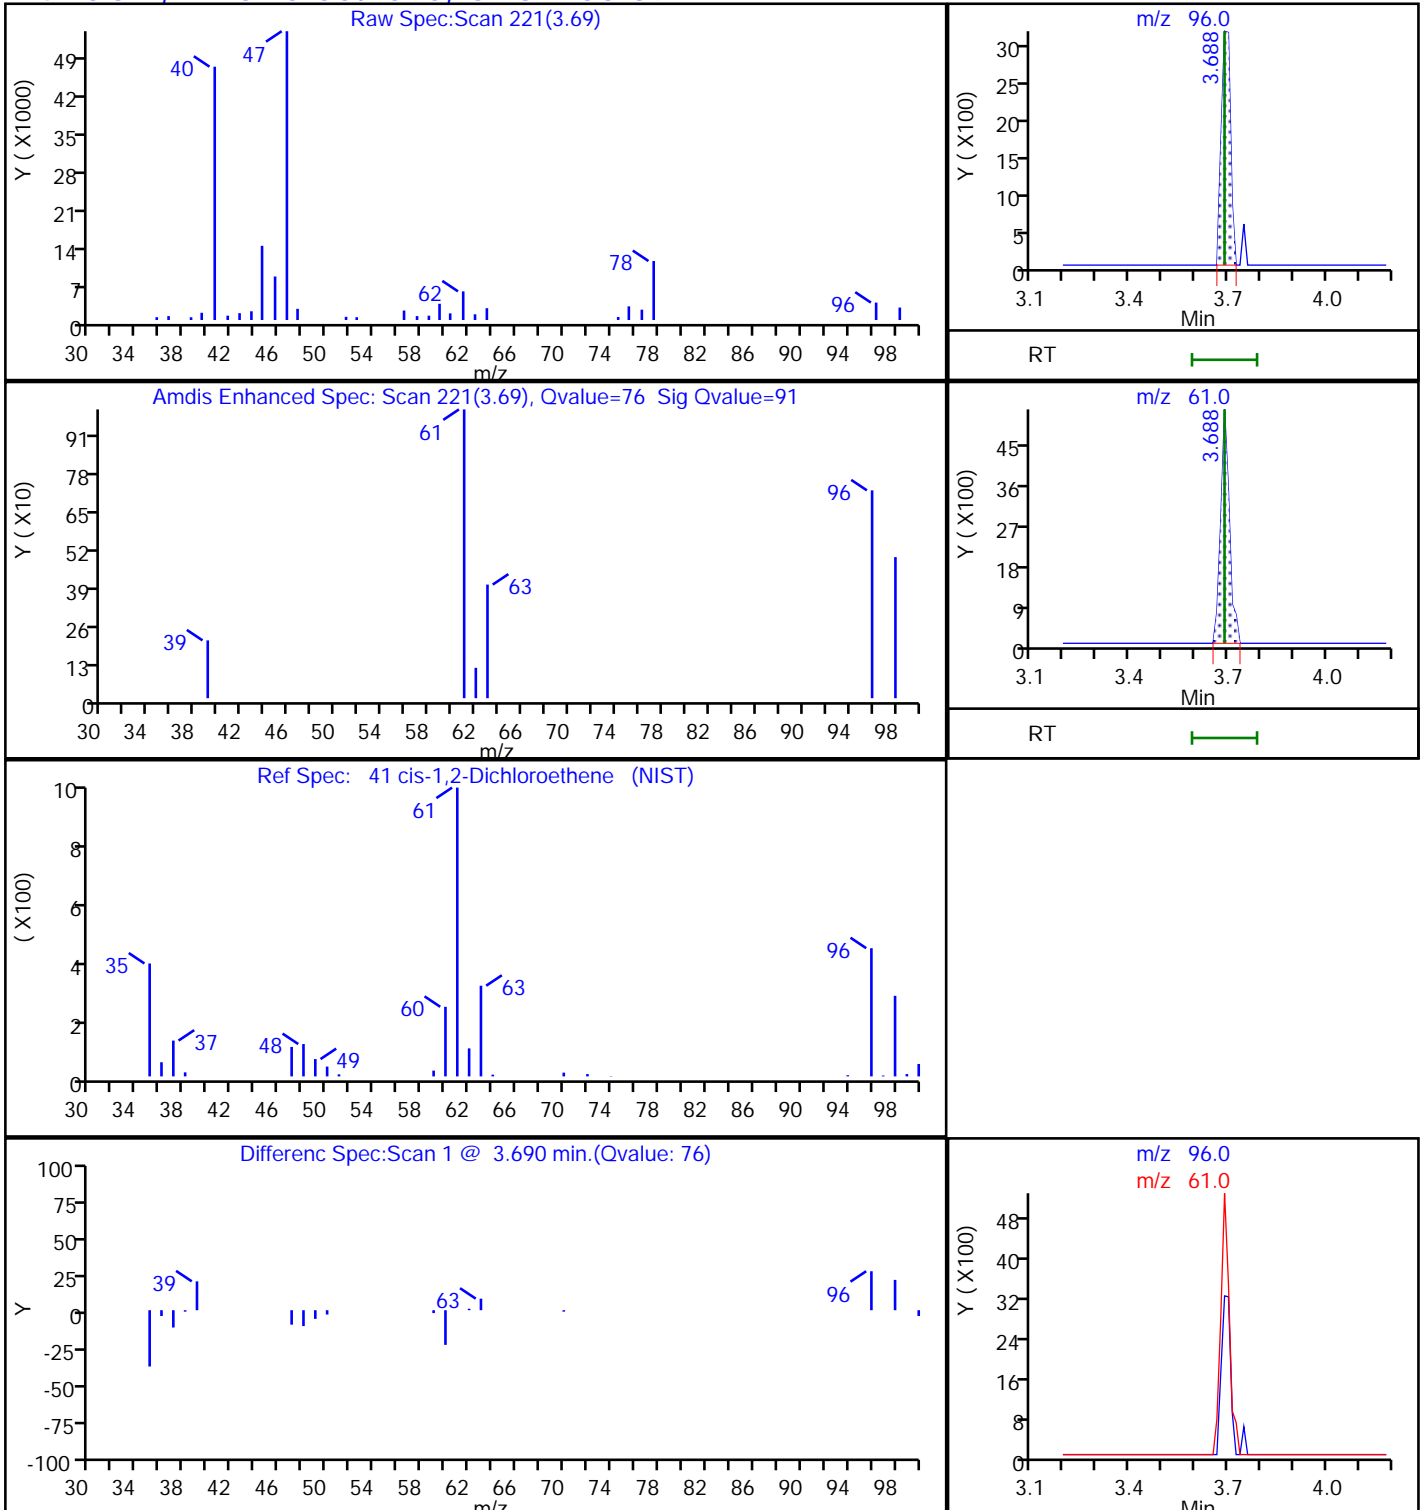 Raw Spec:Scan 221(3.69)
Y ( X1000)
49
42
35
28
21
14
7
0
40
47
62
78
96
30 34 38 42 46 50 54 58 62 66 70 74 78 82 86 90 94 98
m/z
m/z 96.0
Y ( X100)
30
25
20
15
10
5
0
3.688
3.1 3.4 3.7 4.0
Min
RT
Amdis Enhanced Spec: Scan 221(3.69), Qvalue=76 Sig Qvalue=91
Y ( X10)
91
78
65
52
39
26
13
0
39
61
63
96
30 34 38 42 46 50 54 58 62 66 70 74 78 82 86 90 94 98
m/z
m/z 61.0
Y ( X100)
45
36
27
18
9
0
3.688
3.1 3.4 3.7 4.0
Min
RT
Ref Spec: 41 cis-1,2-Dichloroethene (NIST)
( X100)
10
8
6
4
2
0
35
37
48
49
60
61
63
96
30 34 38 42 46 50 54 58 62 66 70 74 78 82 86 90 94 98
m/z
Differenc Spec:Scan 1 @ 3.690 min.(Qvalue: 76)
Y
100
75
50
25
0
-25
-50
-75
-100
39
63
96
30 34 38 42 46 50 54 58 62 66 70 74 78 82 86 90 94 98
m/z
m/z 96.0
m/z 61.0
Y ( X100)
48
40
32
24
16
8
0
3.1 3.4 3.7 4.0
Min